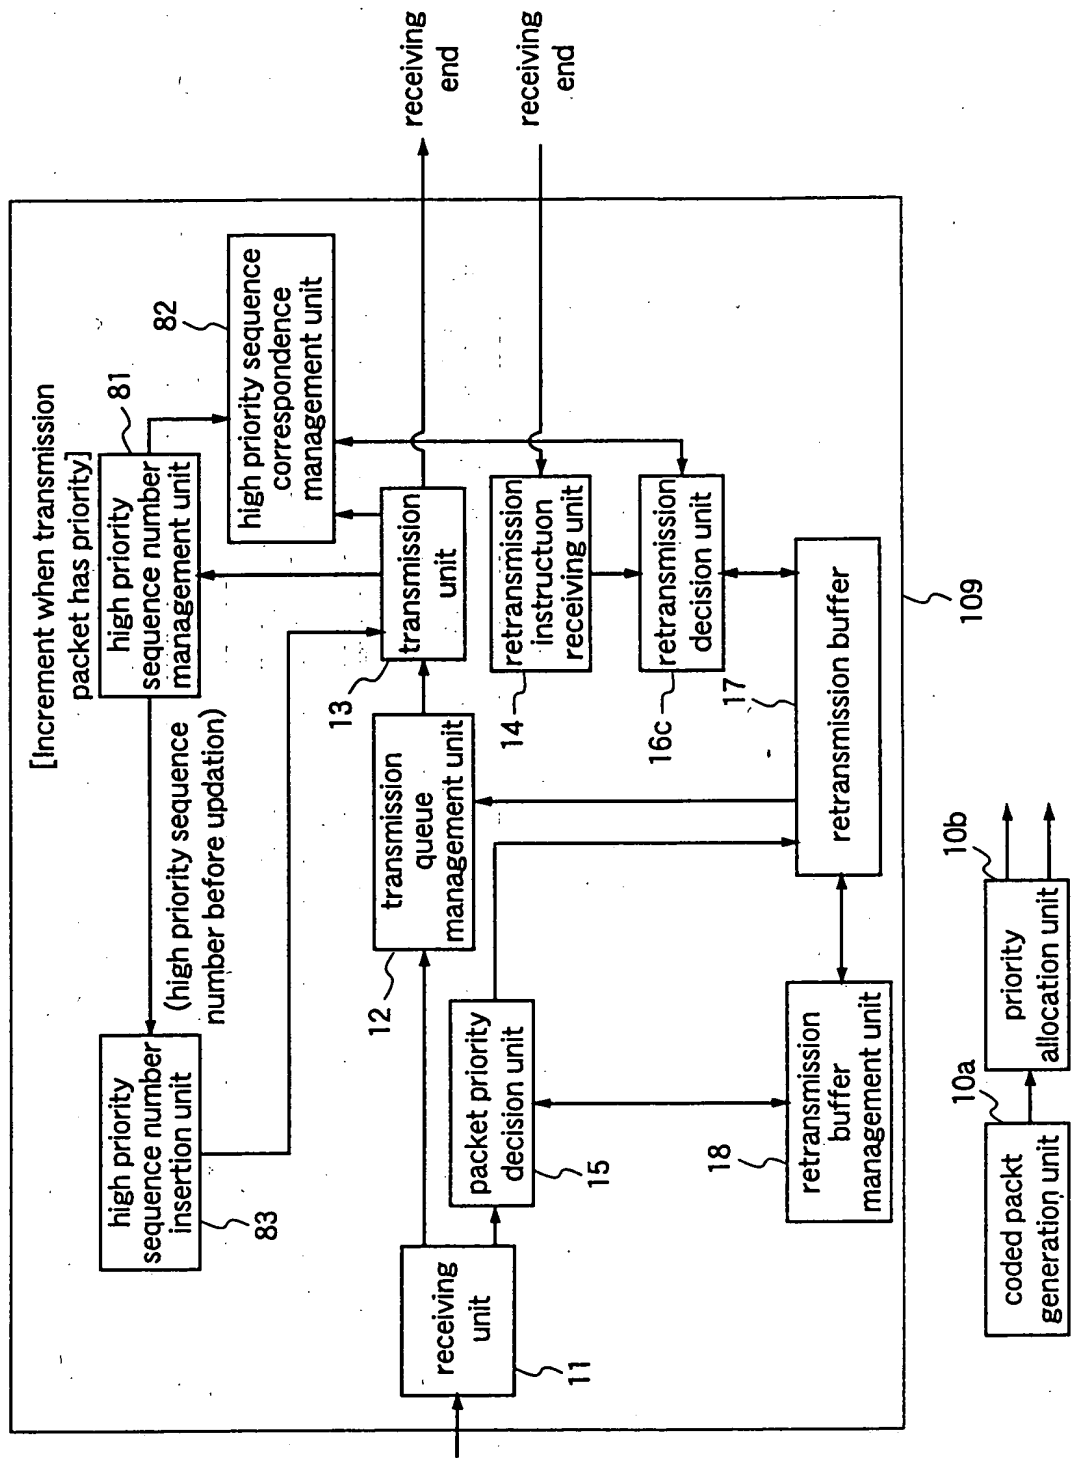 [Increment when transmission
packet has priority]
81
82
high priority
sequence number
management unit
high priority sequence
correspondence
management unit
(high priority sequence
number before updation)
high priority
sequence number
insertion unit
83
receiving
end
receiving
end
13
transmission
unit
12
transmission
queue
management unit
retransmission
instructuon
receiving unit
14
retransmission
decision unit
16c
receiving
unit
11
packet priority
decision unit
15
17
retransmission buffer
18
retransmission
buffer
management unit
109
10a
coded packt
generation unit
10b
priority
allocation unit